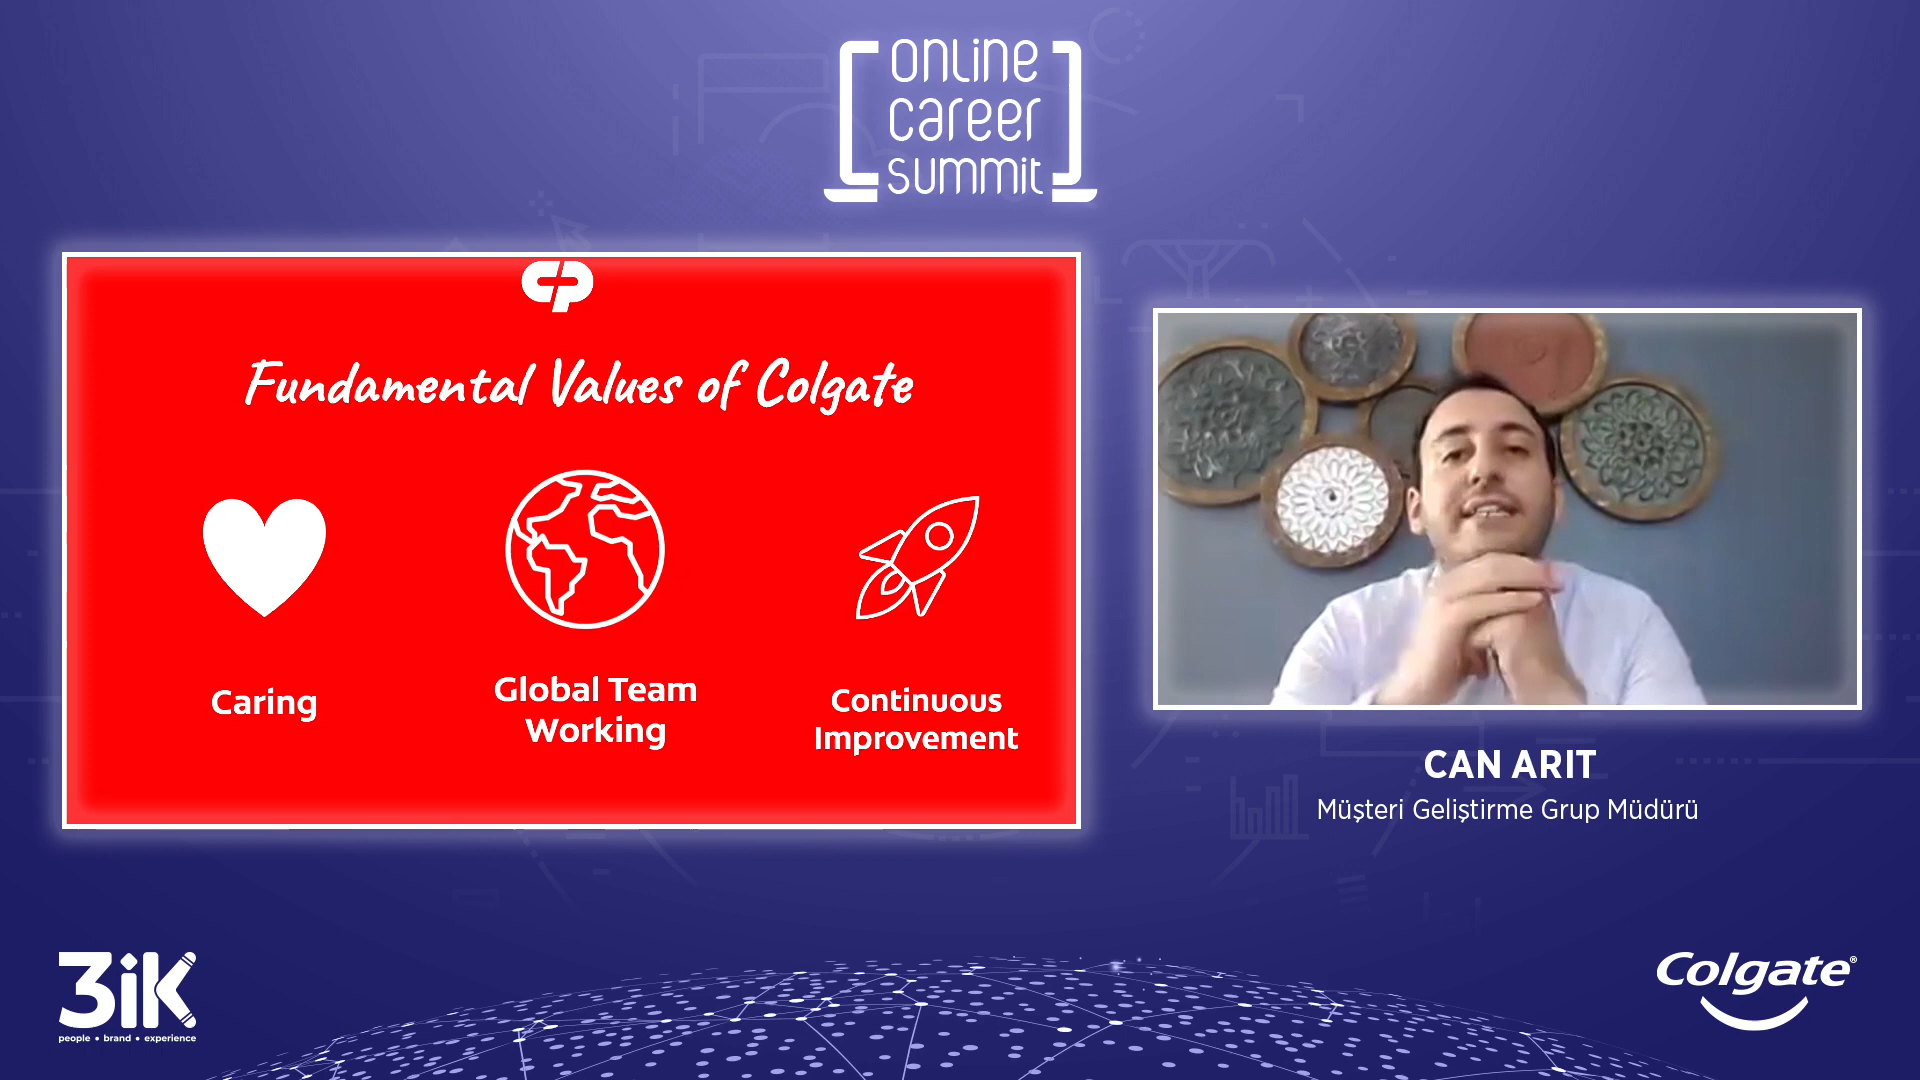 online
career
summit
CP
Fundamental Values of Colgate
Caring
Global Team
Working
Continuous
Improvement
CAN ARIT
Müşteri Geliştirme Grup Müdürü
3iK
people • brand • experience
Colgate®